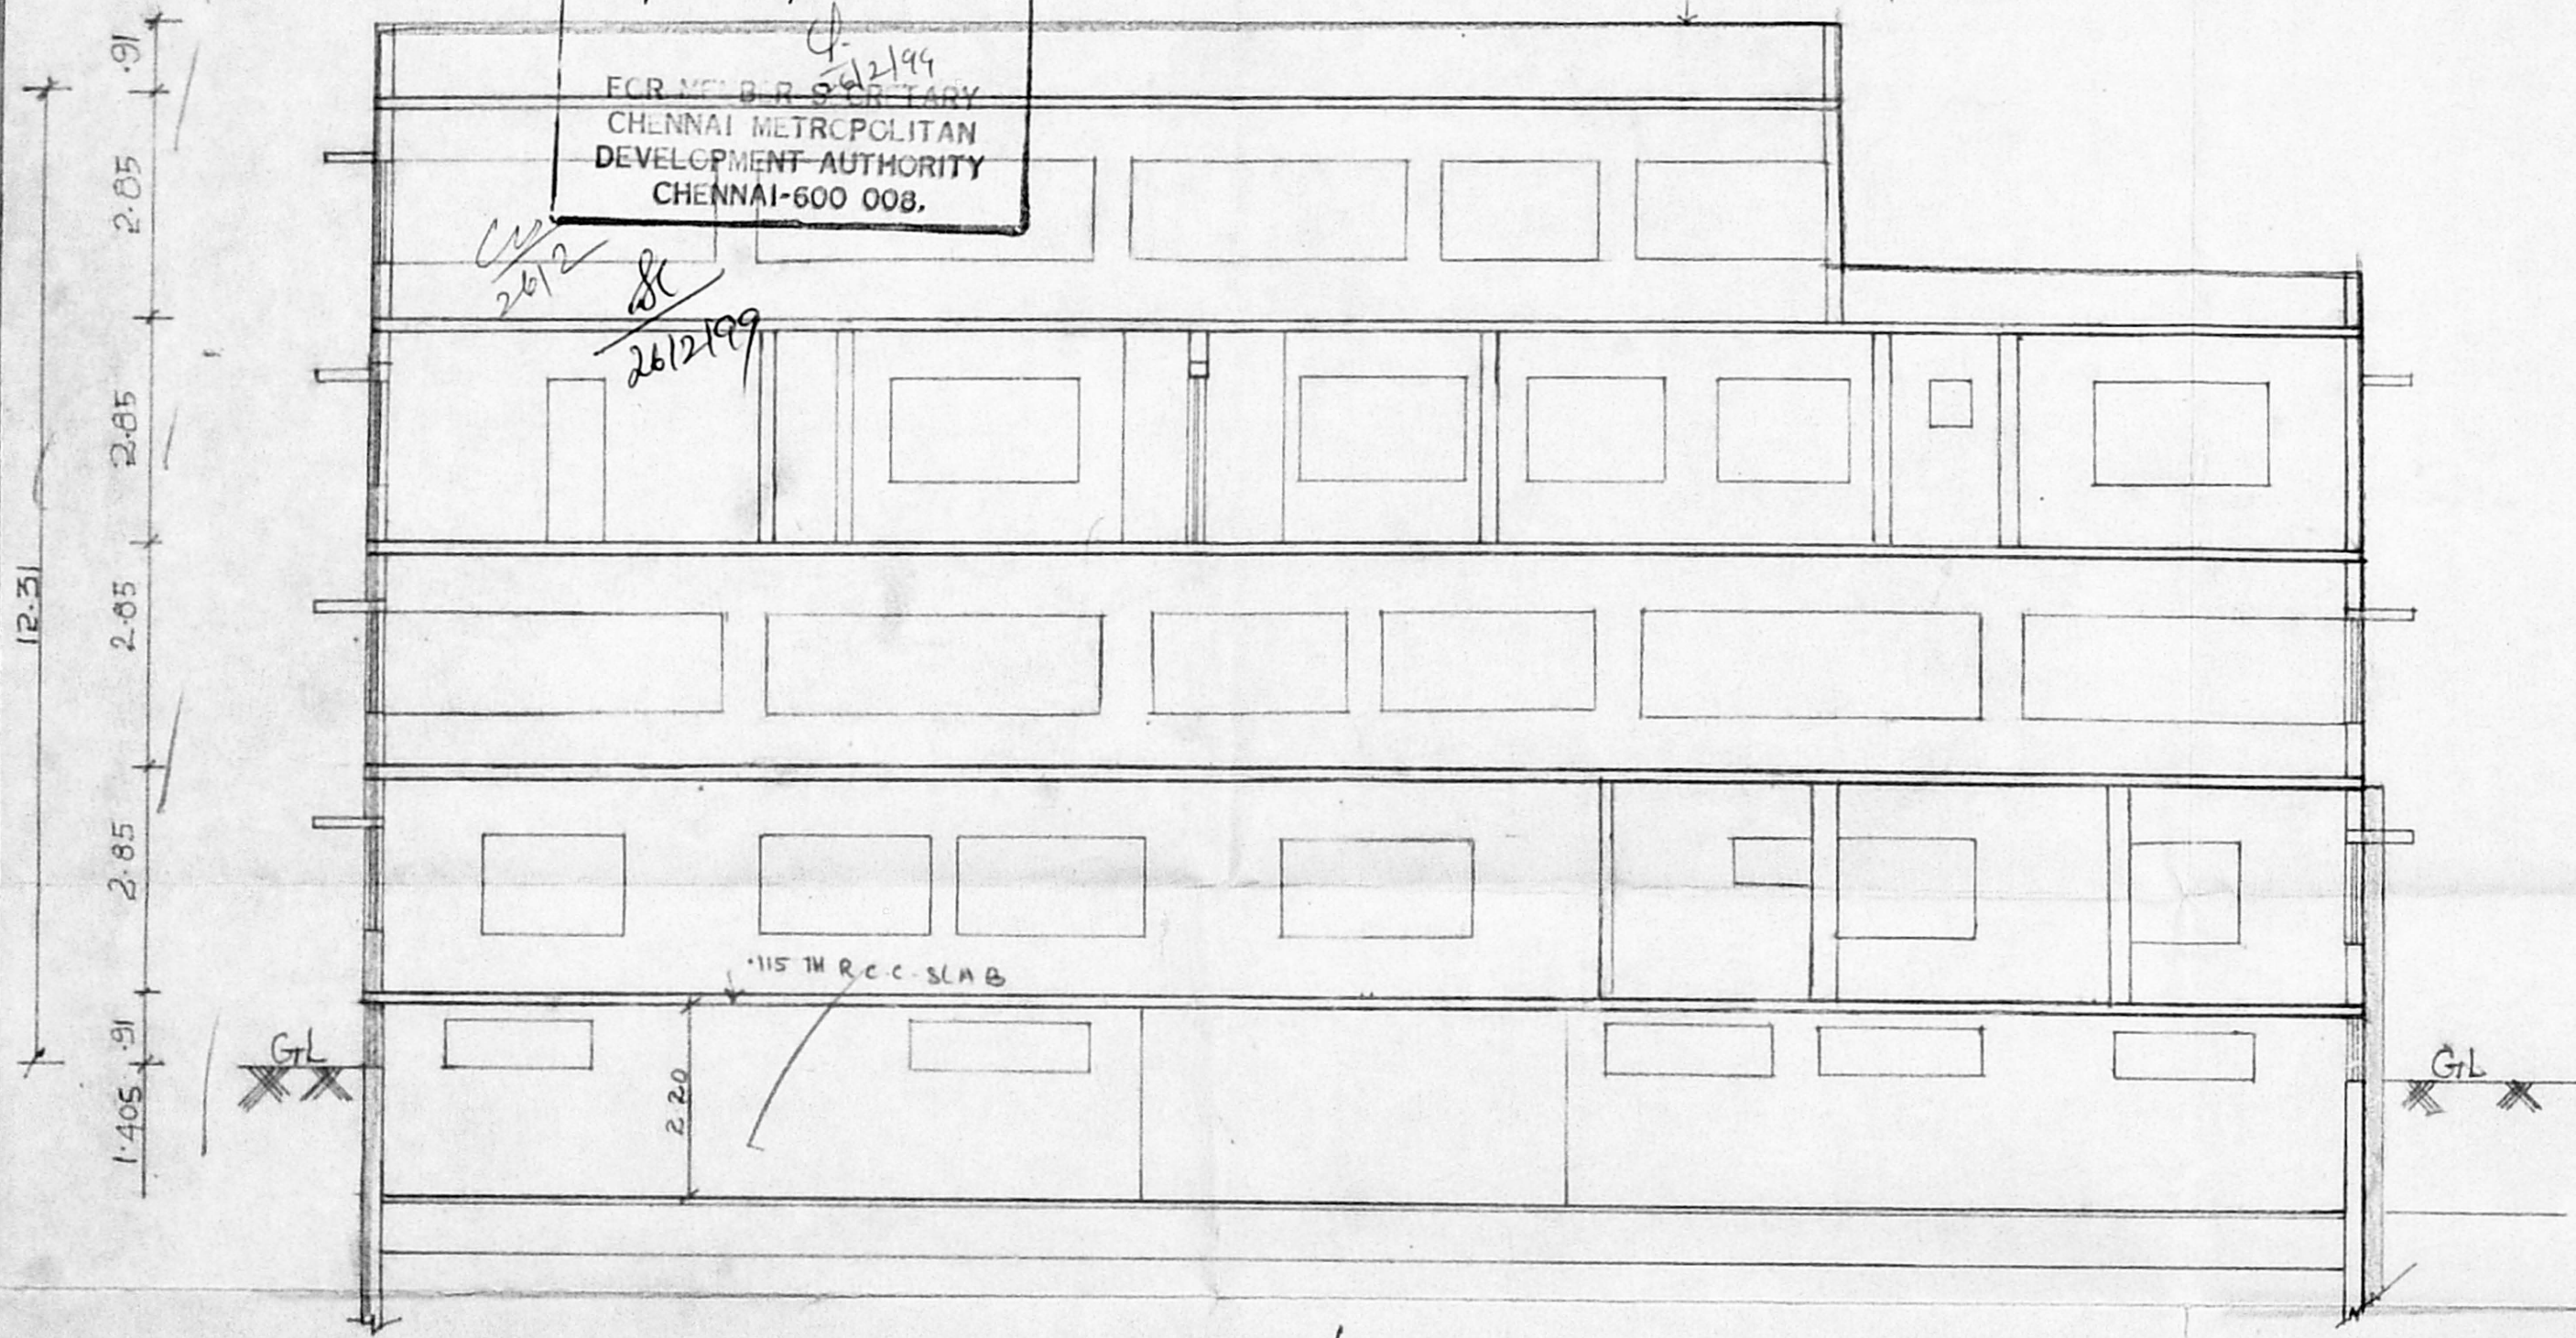 26/2/99
FOR MEMBER SECRETARY
CHENNAI METROPOLITAN
DEVELOPMENT AUTHORITY
CHENNAI-600 008.
26/2
26/2/99
.91
2.85
2.85
2.85
2.85
.91
1.405
12.31
.115 TH R.C.C. SLAB
2.20
GL
GL